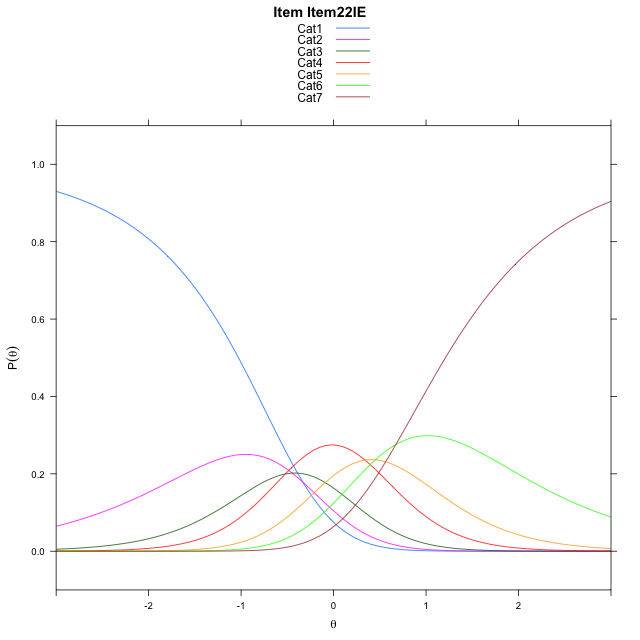 Item Item22IE
Cat1
Cat2
Cat3
Cat4
Cat5
Cat6
Cat7
1.0
0.8
0.6
0.4
0.2
0.0
P(θ)
-2 -1 0 1 2
θ